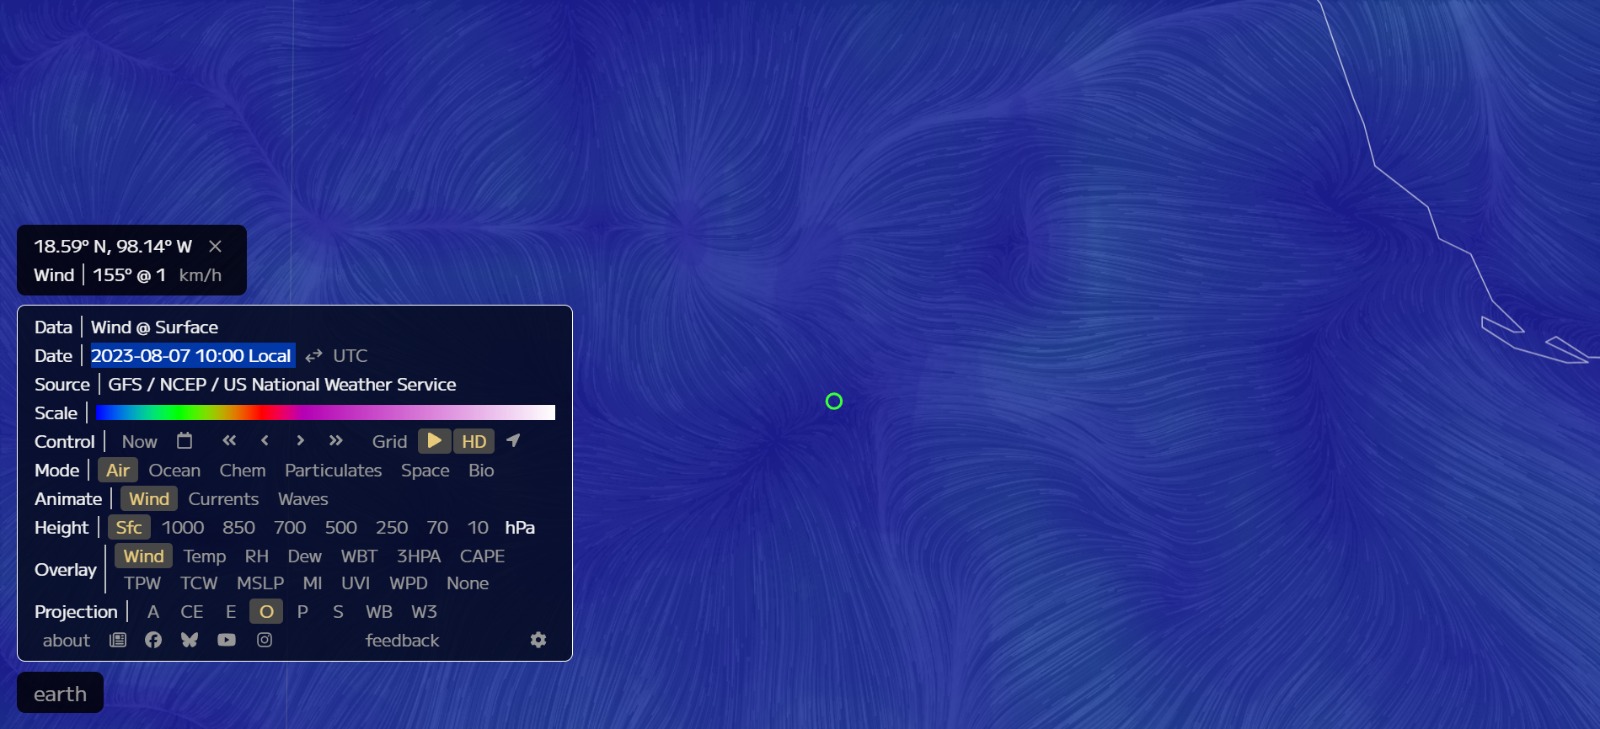 18.59° N, 98.14° W ×
Wind | 155° @ 1 km/h
Data | Wind @ Surface
Date | 2023-08-07 10:00 Local ⇄ UTC
Source | GFS / NCEP / US National Weather Service
Scale |
Control | Now « ‹ › » Grid HD
Mode | Air Ocean Chem Particulates Space Bio
Animate | Wind Currents Waves
Height | Sfc 1000 850 700 500 250 70 10 hPa
Overlay | Wind Temp RH Dew WBT 3HPA CAPE
TPW TCW MSLP MI UVI WPD None
Projection | A CE E O P S WB W3
about feedback
earth